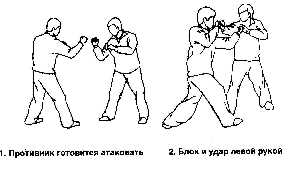 1. Противник готовится атаковать
2. Блок и удар левой рукой